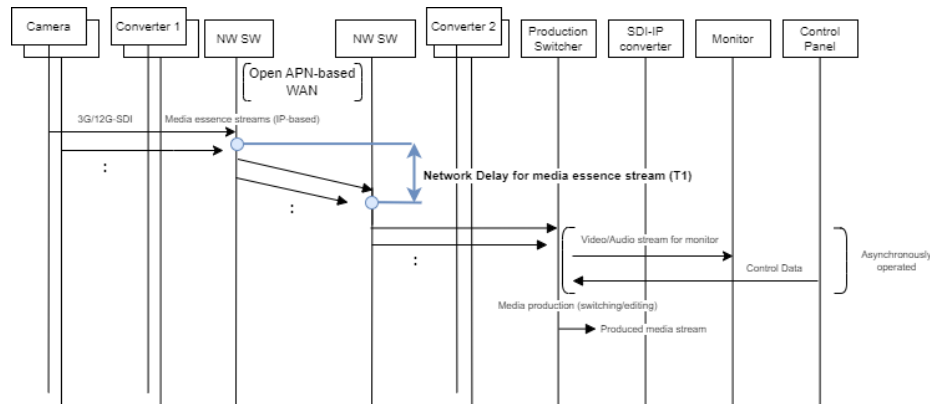 Camera
Converter 1
NW SW
NW SW
Converter 2
Production
Switcher
SDI-IP
converter
Monitor
Control
Panel
Open APN-based
WAN
3G/12G-SDI
Media essence streams (IP-based)
:
Network Delay for media essence stream (T1)
:
:
Video/Audio stream for monitor
Asynchronously
operated
Control Data
Media production (switching/editing)
Produced media stream